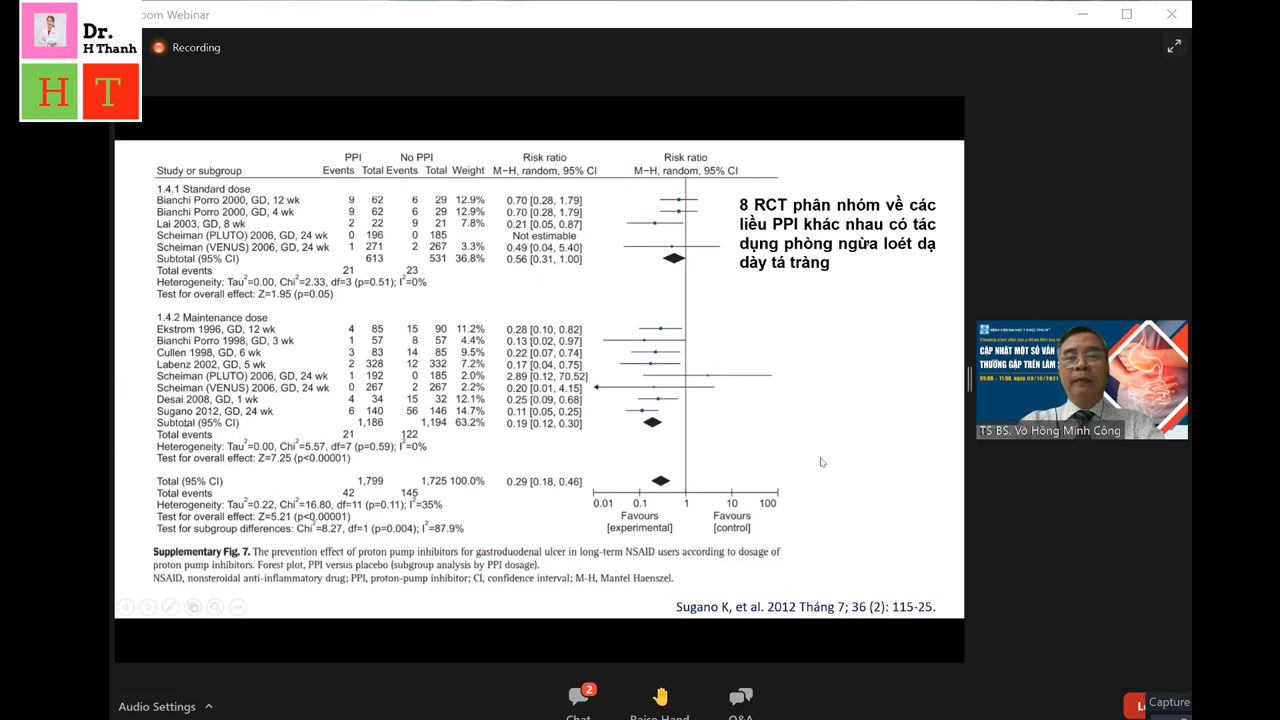 Dr.
H Thanh
H T
oom Webinar
Recording
PPI No PPI Risk ratio Risk ratio
Study or subgroup Events Total Events Total Weight M−H, random, 95% CI M−H, random, 95% CI
1.4.1 Standard dose
Bianchi Porro 2000, GD, 12 wk 9 62 6 29 12.9% 0.70 [0.28, 1.79]
Bianchi Porro 2000, GD, 4 wk 9 62 6 29 12.9% 0.70 [0.28, 1.79]
Lai 2003, GD, 8 wk 2 22 9 21 7.8% 0.21 [0.05, 0.87]
Scheiman (PLUTO) 2006, GD, 24 wk 0 196 0 185 Not estimable
Scheiman (VENUS) 2006, GD, 24 wk 1 271 2 267 3.3% 0.49 [0.04, 5.40]
Subtotal (95% CI) 613 531 36.8% 0.56 [0.31, 1.00]
Total events 21 23
Heterogeneity: Tau²=0.00, Chi²=2.33, df=3 (p=0.51); I²=0%
Test for overall effect: Z=1.95 (p=0.05)
1.4.2 Maintenance dose
Ekstrom 1996, GD, 12 wk 4 85 15 90 11.2% 0.28 [0.10, 0.82]
Bianchi Porro 1998, GD, 3 wk 1 57 8 57 4.4% 0.13 [0.02, 0.97]
Cullen 1998, GD, 6 wk 3 83 14 85 9.5% 0.22 [0.07, 0.74]
Labenz 2002, GD, 5 wk 2 328 12 332 7.2% 0.17 [0.04, 0.75]
Scheiman (PLUTO) 2006, GD, 24 wk 1 192 0 185 2.0% 2.89 [0.12, 70.52]
Scheiman (VENUS) 2006, GD, 24 wk 0 267 2 267 2.2% 0.20 [0.01, 4.15]
Desai 2008, GD, 1 wk 4 34 15 32 12.1% 0.25 [0.09, 0.68]
Sugano 2012, GD, 24 wk 6 140 56 146 14.7% 0.11 [0.05, 0.25]
Subtotal (95% CI) 1,186 1,194 63.2% 0.19 [0.12, 0.30]
Total events 21 122
Heterogeneity: Tau²=0.00, Chi²=5.57, df=7 (p=0.59); I²=0%
Test for overall effect: Z=7.25 (p<0.00001)
Total (95% CI) 1,799 1,725 100.0% 0.29 [0.18, 0.46]
Total events 42 145
Heterogeneity: Tau²=0.22, Chi²=16.80, df=11 (p=0.11); I²=35%
Test for overall effect: Z=5.21 (p<0.00001)
Test for subgroup differences: Chi²=8.27, df=1 (p=0.004); I²=87.9%
0.01 0.1 1 10 100
Favours Favours
[experimental] [control]
8 RCT phân nhóm về các
liều PPI khác nhau có tác
dụng phòng ngừa loét dạ
dày tá tràng
Supplementary Fig. 7. The prevention effect of proton pump inhibitors for gastroduodenal ulcer in long-term NSAID users according to dosage of
proton pump inhibitors. Forest plot, PPI versus placebo (subgroup analysis by PPI dosage).
NSAID, nonsteroidal anti-inflammatory drug; PPI, proton-pump inhibitor; CI, confidence interval; M-H, Mantel Haenszel.
Sugano K, et al. 2012 Tháng 7; 36 (2): 115-25.
BỆNH VIỆN ĐẠI HỌC Y DƯỢC TPHCM
CẬP NHẬT MỘT SỐ VẤN
THƯỜNG GẶP TRÊN LÂM
TS BS. Võ Hồng Minh Công
Audio Settings
2
Chat
Raise Hand
Q&A
Capture